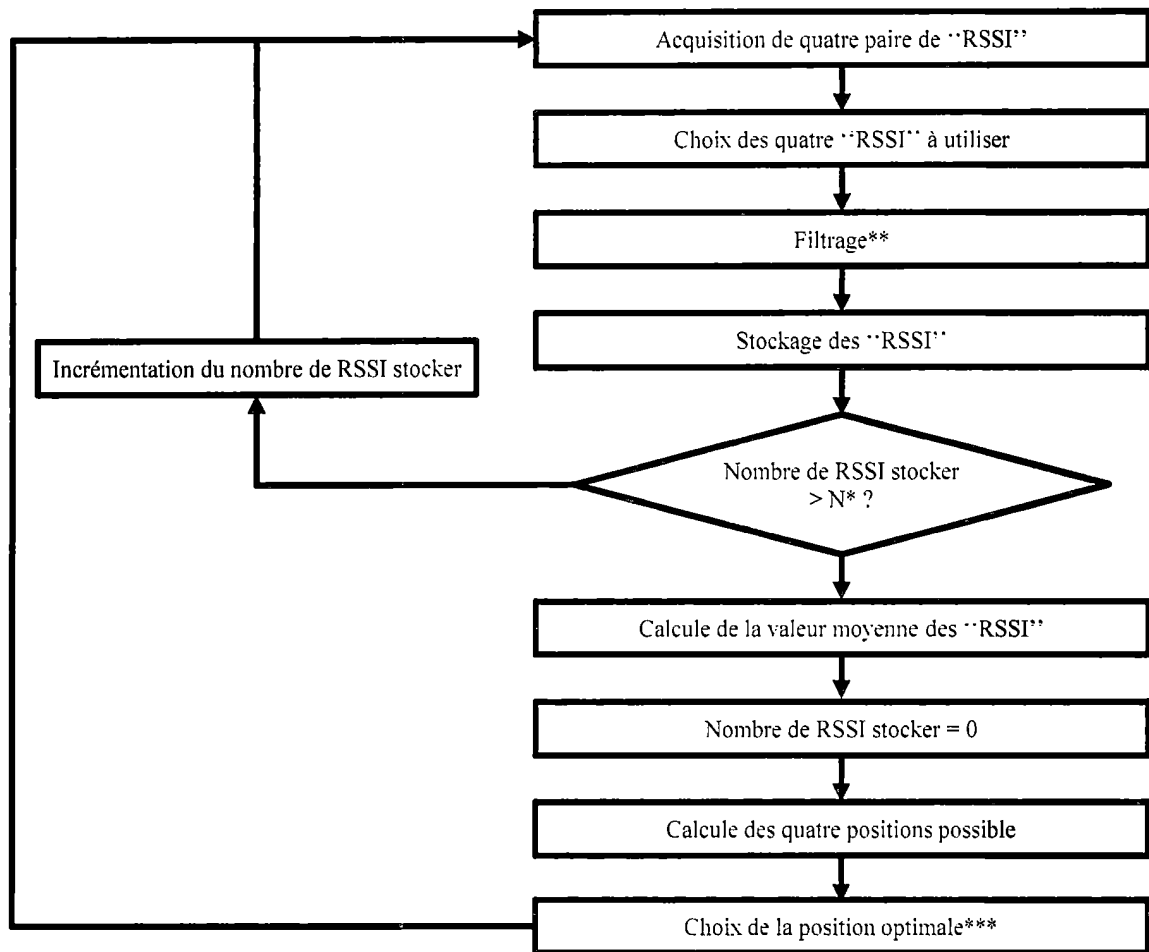 Acquisition de quatre paire de ‘‘RSSI’’
Choix des quatre ‘‘RSSI’’ à utiliser
Filtrage**
Stockage des ‘‘RSSI’’
Incrémentation du nombre de RSSI stocker
Nombre de RSSI stocker
> N* ?
Calcule de la valeur moyenne des ‘‘RSSI’’
Nombre de RSSI stocker = 0
Calcule des quatre positions possible
Choix de la position optimale***